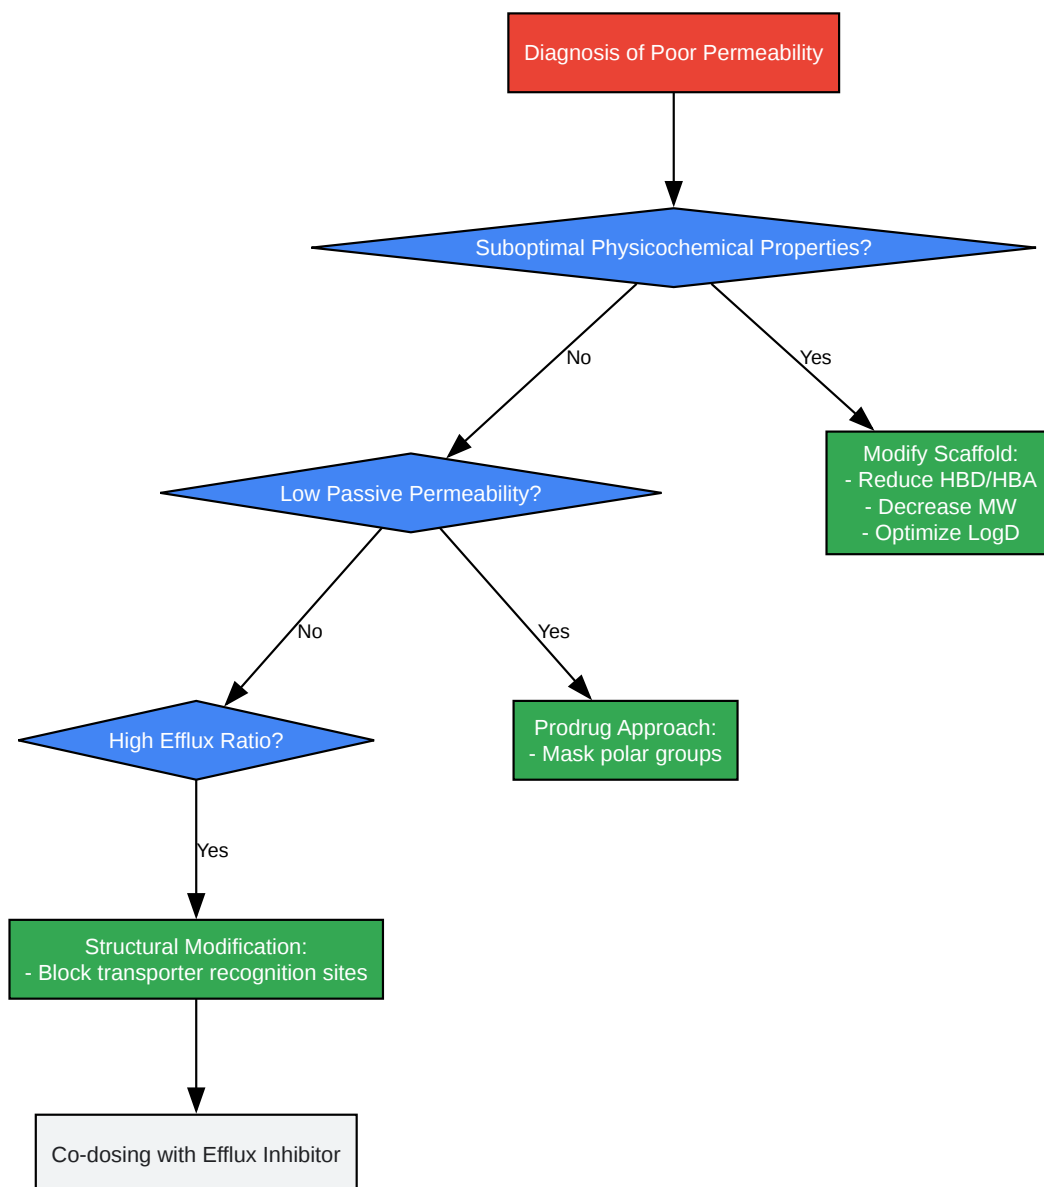 Diagnosis of Poor Permeability
Suboptimal Physicochemical Properties?
No
Yes
Modify Scaffold:
- Reduce HBD/HBA
- Decrease MW
- Optimize LogD
Low Passive Permeability?
No
Yes
High Efflux Ratio?
Prodrug Approach:
- Mask polar groups
Yes
Structural Modification:
- Block transporter recognition sites
Co-dosing with Efflux Inhibitor